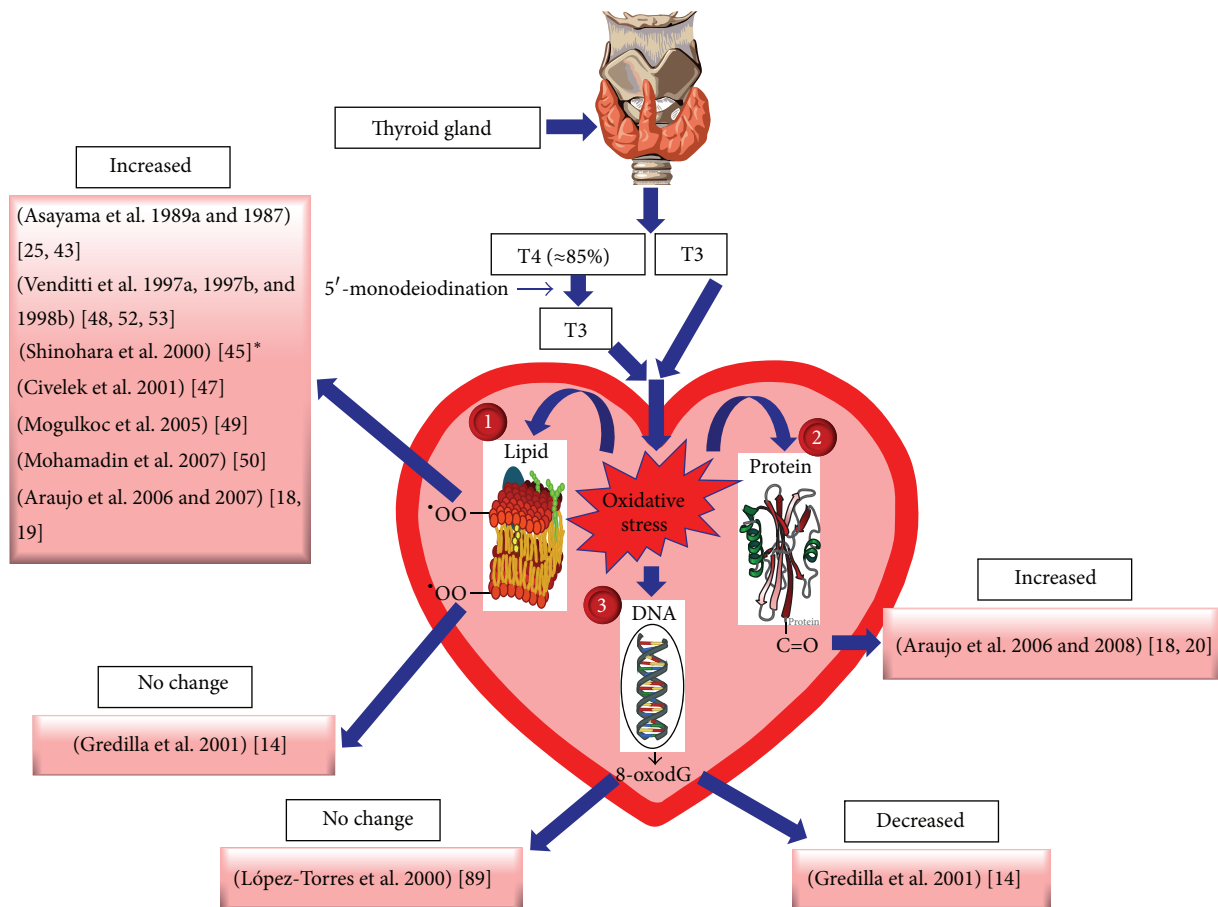 Thyroid gland
Increased
(Asayama et al. 1989a and 1987)
[25, 43]
(Venditti et al. 1997a, 1997b, and
1998b) [48, 52, 53]
(Shinohara et al. 2000) [45]*
(Civelek et al. 2001) [47]
(Mogulkoc et al. 2005) [49]
(Mohamadin et al. 2007) [50]
(Araujo et al. 2006 and 2007) [18,
19]
T4 (≈85%)
T3
5′-monodeiodination
T3
1
Lipid
2
Protein
Oxidative
stress
•OO
•OO
3
DNA
Protein
C=O
8-oxodG
Increased
(Araujo et al. 2006 and 2008) [18, 20]
No change
(Gredilla et al. 2001) [14]
No change
(López-Torres et al. 2000) [89]
Decreased
(Gredilla et al. 2001) [14]